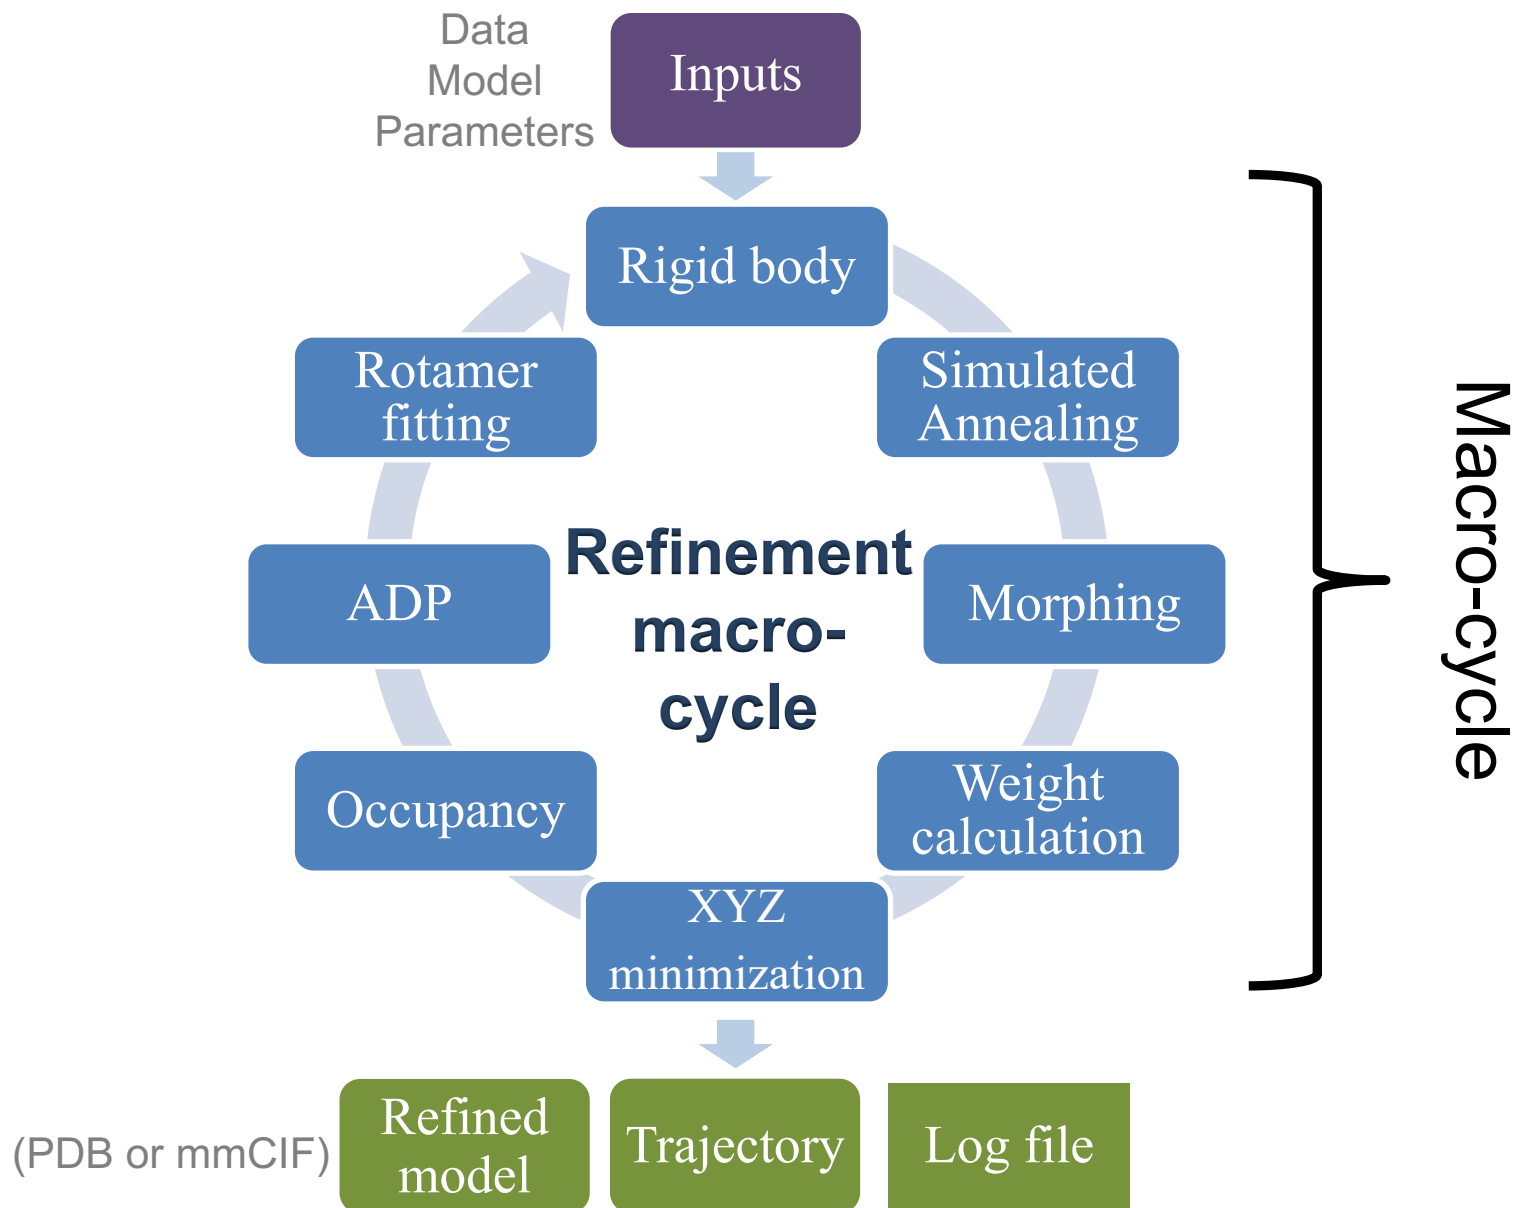 Data
Model
Parameters
Inputs
Rigid body
Rotamer
fitting
Simulated
Annealing
ADP
Refinement
macro-
cycle
Morphing
Macro-cycle
Occupancy
Weight
calculation
XYZ
minimization
(PDB or mmCIF)
Refined
model
Trajectory
Log file